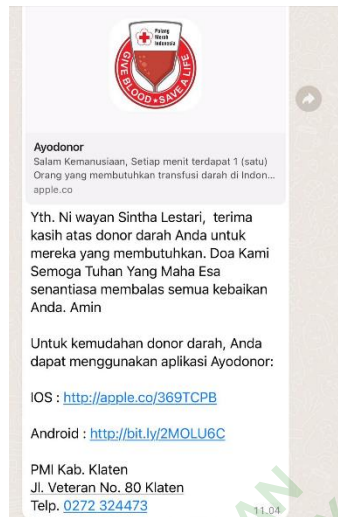 Palang
Merah
Indonesia
GIVE BLOOD • SAVE A LIFE
Ayodonor
Salam Kemanusiaan, Setiap menit terdapat 1 (satu)
Orang yang membutuhkan transfusi darah di Indon...
apple.co
Yth. Ni wayan Sintha Lestari, terima
kasih atas donor darah Anda untuk
mereka yang membutuhkan. Doa Kami
Semoga Tuhan Yang Maha Esa
senantiasa membalas semua kebaikan
Anda. Amin
Untuk kemudahan donor darah, Anda
dapat menggunakan aplikasi Ayodonor:
IOS : http://apple.co/369TCPB
Android : http://bit.ly/2MOLU6C
PMI Kab. Klaten
Jl. Veteran No. 80 Klaten
Telp. 0272 324473
11.04